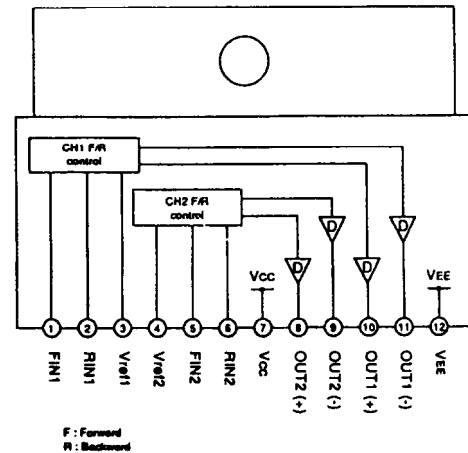 CH1 F/R
control
CH2 F/R
control
VCC
VEE
D
D
D
D
1
2
3
4
5
6
7
8
9
10
11
12
FIN1
RIN1
Vref1
Vref2
FIN2
RIN2
Vcc
OUT2 (+)
OUT2 (-)
OUT1 (+)
OUT1 (-)
VEE
F : Forward
R : Backward